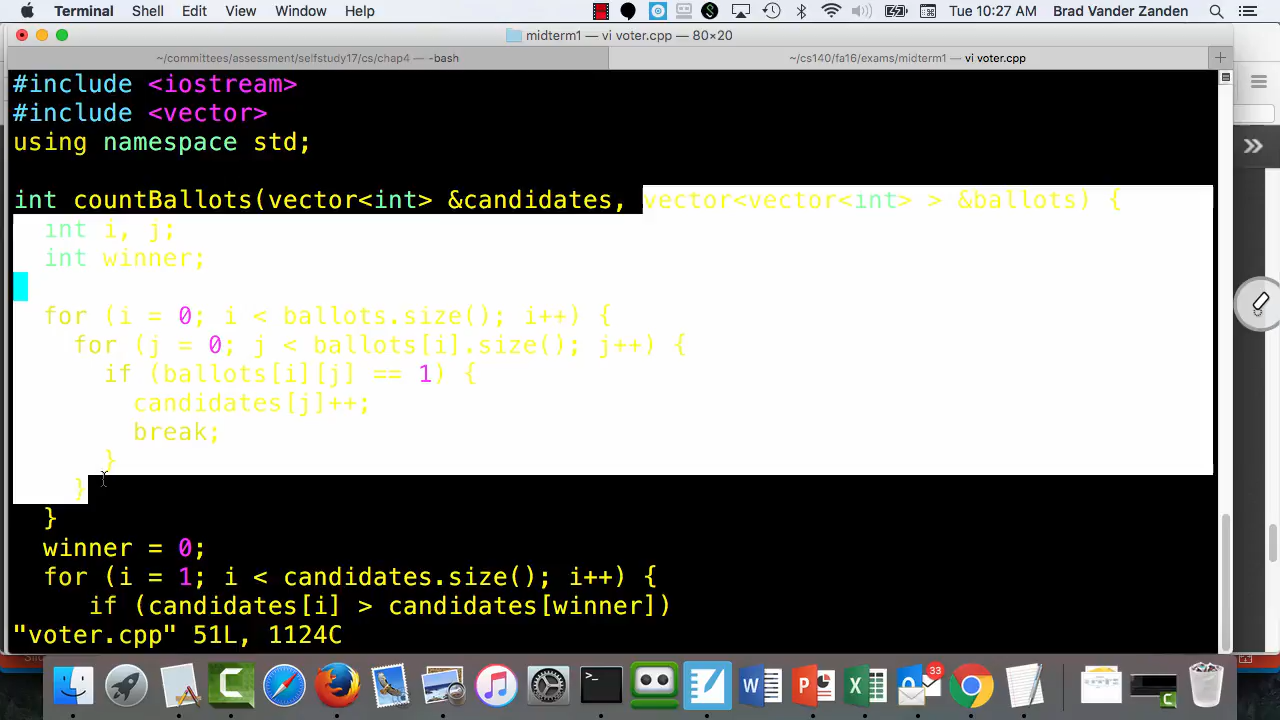 Terminal Shell Edit View Window Help Tue 10:27 AM Brad Vander Zanden
midterm1 — vi voter.cpp — 80×20
~/committees/assessment/selfstudy17/cs/chap4 — -bash ~/cs140/fa16/exams/midterm1 — vi voter.cpp +
#include <iostream>
#include <vector>
using namespace std;
int countBallots(vector<int> &candidates, vector<vector<int> > &ballots) {
int i, j;
int winner;
for (i = 0; i < ballots.size(); i++) {
for (j = 0; j < ballots[i].size(); j++) {
if (ballots[i][j] == 1) {
candidates[j]++;
break;
}
}
}
winner = 0;
for (i = 1; i < candidates.size(); i++) {
if (candidates[i] > candidates[winner])
"voter.cpp" 51L, 1124C
33